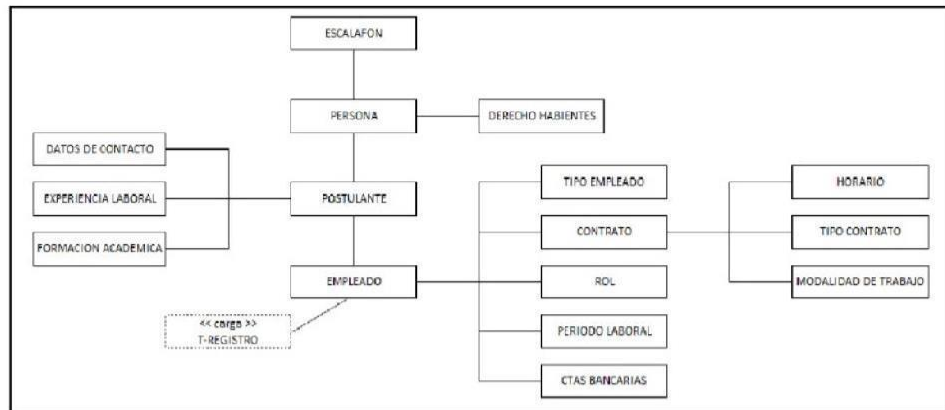 ESCALAFON
PERSONA
DERECHO HABIENTES
DATOS DE CONTACTO
EXPERIENCIA LABORAL
FORMACION ACADEMICA
POSTULANTE
EMPLEADO
<< carga >>
T-REGISTRO
TIPO EMPLEADO
CONTRATO
ROL
PERIODO LABORAL
CTAS BANCARIAS
HORARIO
TIPO CONTRATO
MODALIDAD DE TRABAJO